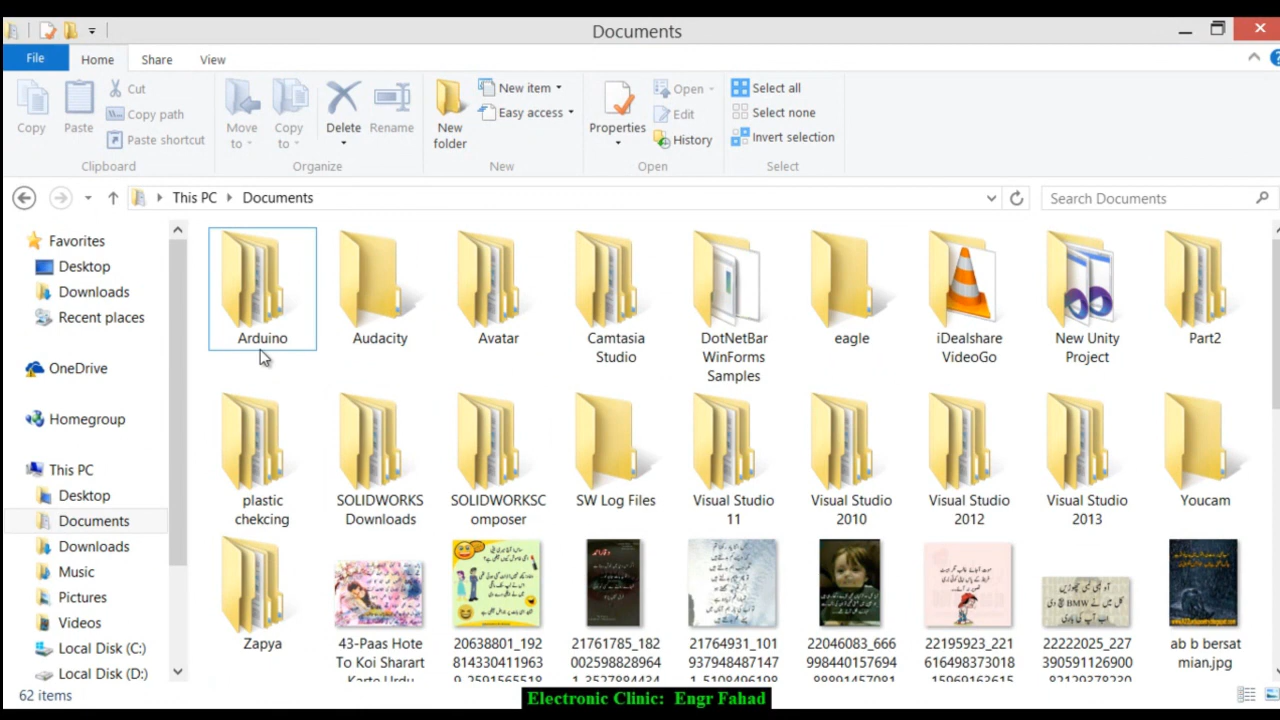 Documents
File Home Share View
Copy
Paste
Cut
Copy path
Paste shortcut
Clipboard
Move to
Copy to
Delete
Rename
Organize
New folder
New item
Easy access
New
Properties
Open
Edit
History
Open
Select all
Select none
Invert selection
Select
This PC Documents
Search Documents
Favorites
Desktop
Downloads
Recent places
OneDrive
Homegroup
This PC
Desktop
Documents
Downloads
Music
Pictures
Videos
Local Disk (C:)
Local Disk (D:)
Arduino
Audacity
Avatar
Camtasia
Studio
DotNetBar
WinForms
Samples
eagle
iDealshare
VideoGo
New Unity
Project
Part2
plastic
chekcing
SOLIDWORKS
Downloads
SOLIDWORKSC
omposer
SW Log Files
Visual Studio
11
Visual Studio
2010
Visual Studio
2012
Visual Studio
2013
Youcam
Zapya
43-Paas Hote
To Koi Sharart
Karte Urdu
20638801_192
814330411963
21761785_182
002598828964
21764931_101
937948487147
22046083_666
998440157694
22195923_221
616498373018
22222025_227
390591126900
ab b bersat
mian.jpg
62 items
Electronic Clinic: Engr Fahad